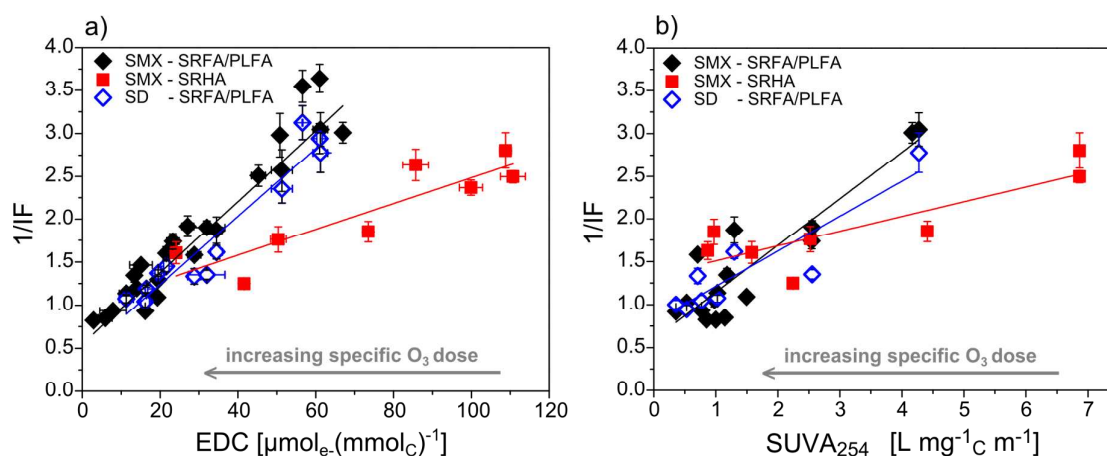 a)
SMX - SRFA/PLFA
SMX - SRHA
SD - SRFA/PLFA
4.0
3.5
3.0
2.5
2.0
1.5
1.0
0.5
0.0
1/IF
increasing specific O₃ dose
0 20 40 60 80 100 120
EDC [µmolₑ₋(mmol_C)⁻¹]
b)
SMX - SRFA/PLFA
SMX - SRHA
SD - SRFA/PLFA
4.0
3.5
3.0
2.5
2.0
1.5
1.0
0.5
0.0
1/IF
increasing specific O₃ dose
0 1 2 3 4 5 6 7
SUVA₂₅₄ [L mg⁻¹_C m⁻¹]